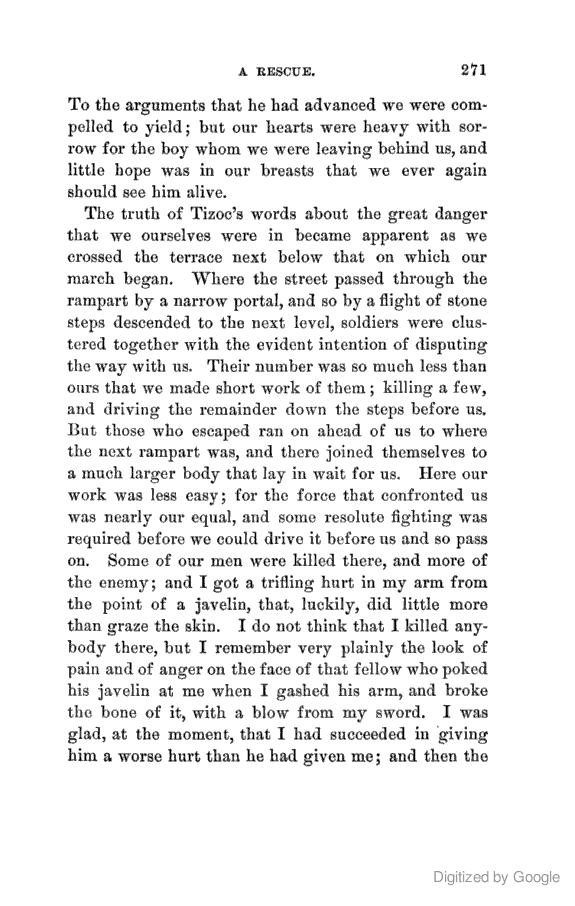 A RESCUE. 271
To the arguments that he had advanced we were com-
pelled to yield; but our hearts were heavy with sor-
row for the boy whom we were leaving behind us, and
little hope was in our breasts that we ever again
should see him alive.
The truth of Tizoc's words about the great danger
that we ourselves were in became apparent as we
crossed the terrace next below that on which our
march began. Where the street passed through the
rampart by a narrow portal, and so by a flight of stone
steps descended to the next level, soldiers were clus-
tered together with the evident intention of disputing
the way with us. Their number was so much less than
ours that we made short work of them; killing a few,
and driving the remainder down the steps before us.
But those who escaped ran on ahead of us to where
the next rampart was, and there joined themselves to
a much larger body that lay in wait for us. Here our
work was less easy; for the force that confronted us
was nearly our equal, and some resolute fighting was
required before we could drive it before us and so pass
on. Some of our men were killed there, and more of
the enemy; and I got a trifling hurt in my arm from
the point of a javelin, that, luckily, did little more
than graze the skin. I do not think that I killed any-
body there, but I remember very plainly the look of
pain and of anger on the face of that fellow who poked
his javelin at me when I gashed his arm, and broke
the bone of it, with a blow from my sword. I was
glad, at the moment, that I had succeeded in giving
him a worse hurt than he had given me; and then the
Digitized by Google